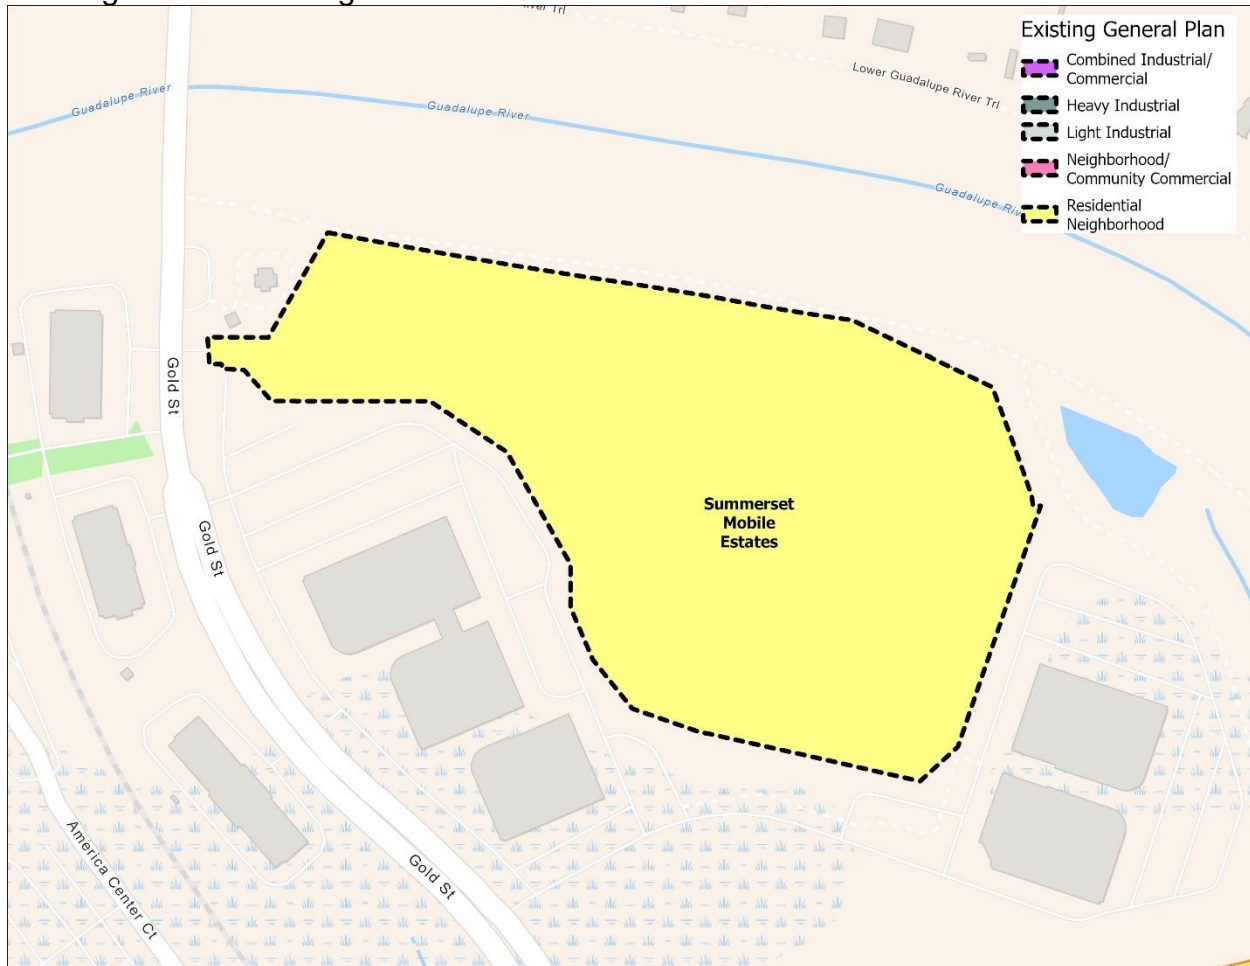 Existing General Plan
Combined Industrial/
Commercial
Heavy Industrial
Light Industrial
Neighborhood/
Community Commercial
Residential
Neighborhood
Lower Guadalupe River Trl
Guadalupe River
Guadalupe River
Guadalupe
Gold St
Summerset
Mobile
Estates
Gold St
America Center Ct
Gold St